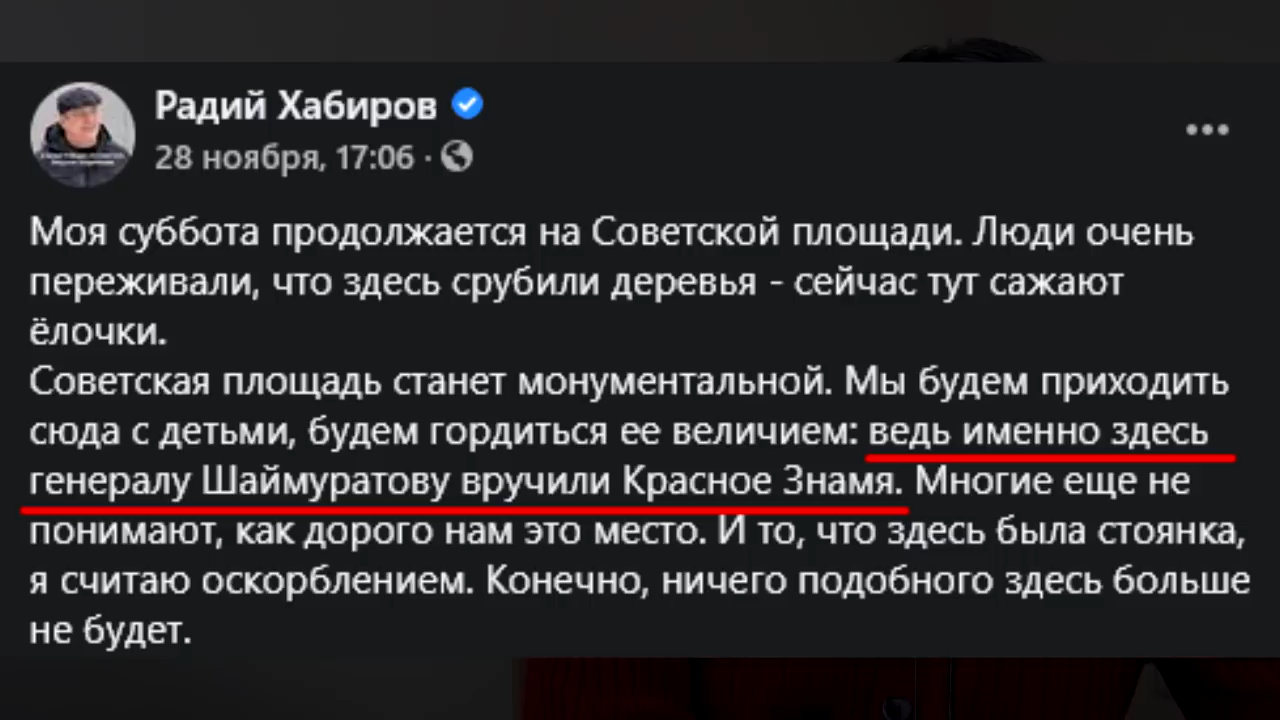 Радий Хабиров
28 ноября, 17:06 ·
Моя суббота продолжается на Советской площади. Люди очень
переживали, что здесь срубили деревья - сейчас тут сажают
ёлочки.
Советская площадь станет монументальной. Мы будем приходить
сюда с детьми, будем гордиться ее величием: ведь именно здесь
генералу Шаймуратову вручили Красное Знамя. Многие еще не
понимают, как дорого нам это место. И то, что здесь была стоянка,
я считаю оскорблением. Конечно, ничего подобного здесь больше
не будет.